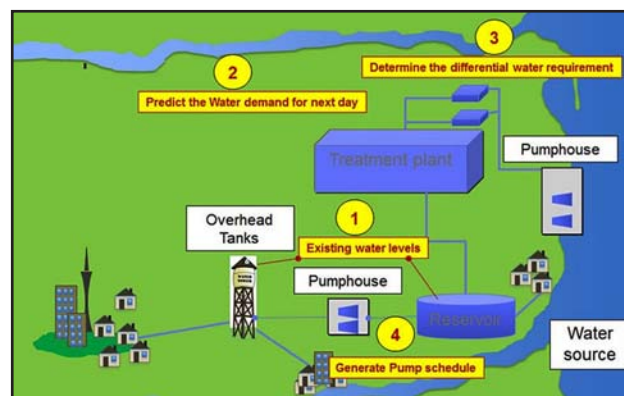 3
Determine the differential water requirement
2
Predict the Water demand for next day
Treatment plant
Pumphouse
1
Existing water levels
Overhead
Tanks
Pumphouse
Reservoir
4
Generate Pump schedule
Water
source